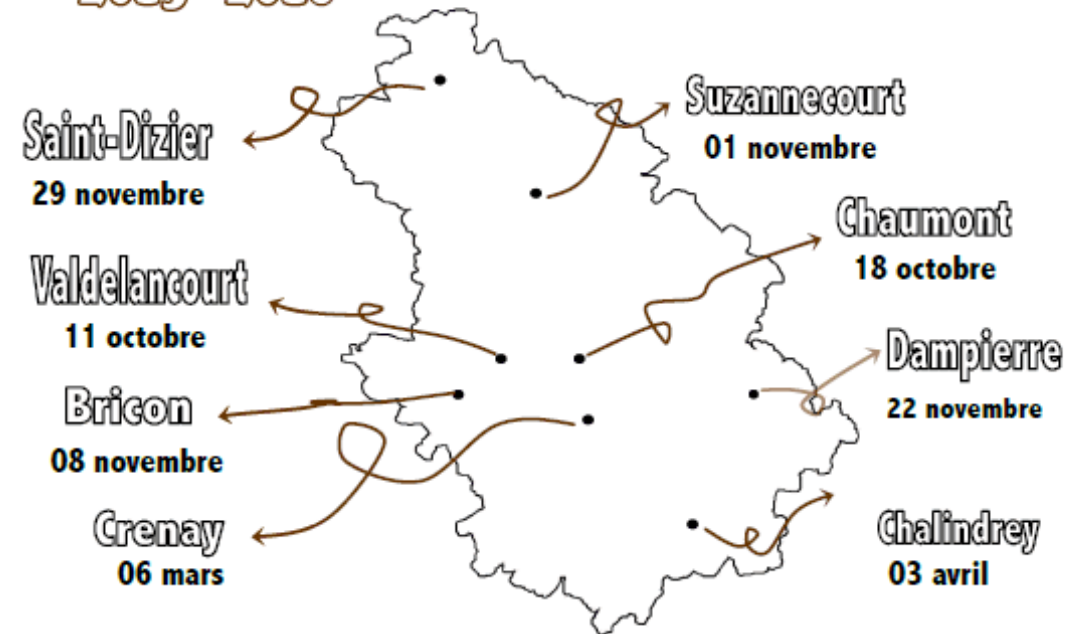 Saint-Dizier
29 novembre
Suzannecourt
01 novembre
Valdelancourt
11 octobre
Chaumont
18 octobre
Bricon
08 novembre
Dampierre
22 novembre
Crenay
06 mars
Chalindrey
03 avril